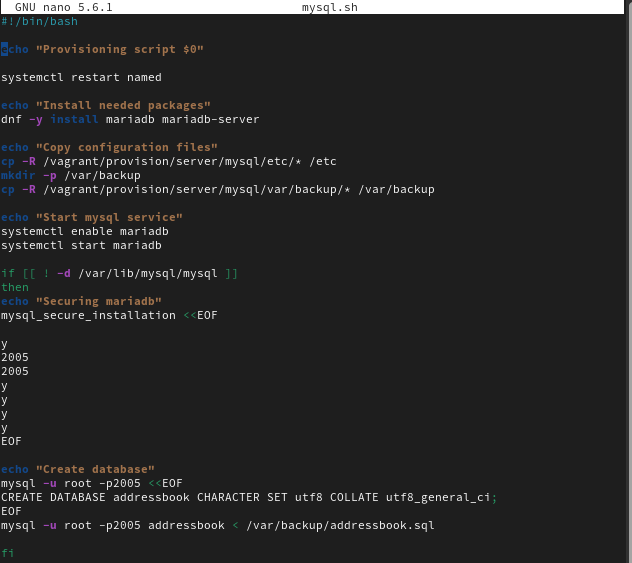 GNU nano 5.6.1 mysql.sh
#!/bin/bash
echo "Provisioning script $0"
systemctl restart named
echo "Install needed packages"
dnf -y install mariadb mariadb-server
echo "Copy configuration files"
cp -R /vagrant/provision/server/mysql/etc/* /etc
mkdir -p /var/backup
cp -R /vagrant/provision/server/mysql/var/backup/* /var/backup
echo "Start mysql service"
systemctl enable mariadb
systemctl start mariadb
if [[ ! -d /var/lib/mysql/mysql ]]
then
echo "Securing mariadb"
mysql_secure_installation <<EOF
y
2005
2005
y
y
y
y
EOF
echo "Create database"
mysql -u root -p2005 <<EOF
CREATE DATABASE addressbook CHARACTER SET utf8 COLLATE utf8_general_ci;
EOF
mysql -u root -p2005 addressbook < /var/backup/addressbook.sql
fi